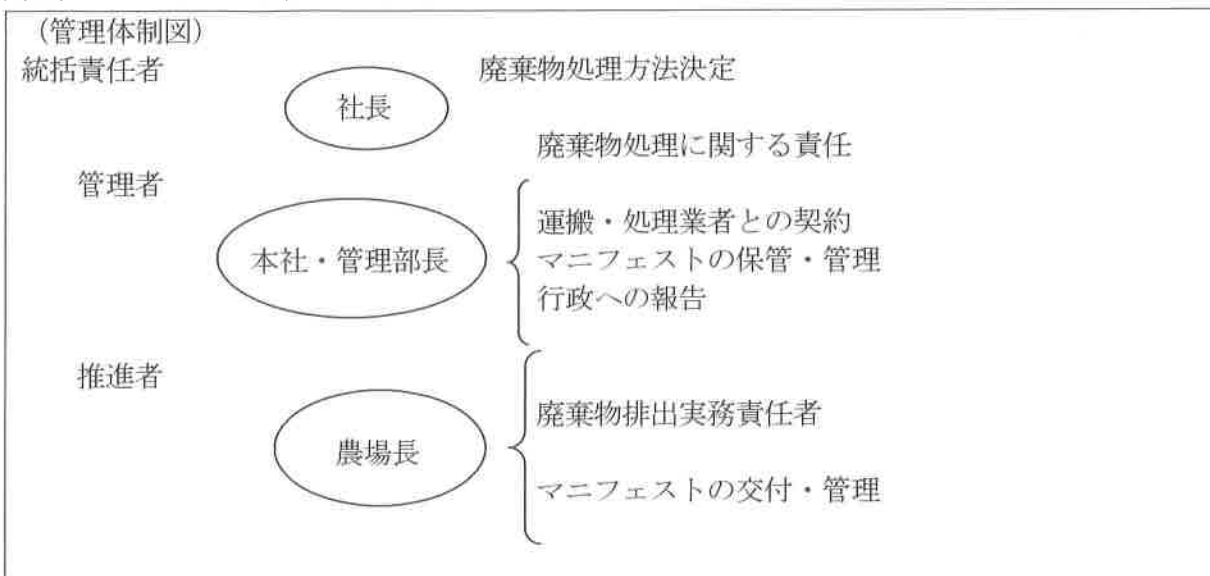 （管理体制図）
統括責任者　廃棄物処理方法決定
社長
廃棄物処理に関する責任
管理者
運搬・処理業者との契約
本社・管理部長　マニフェストの保管・管理
行政への報告
推進者
廃棄物排出実務責任者
農場長
マニフェストの交付・管理